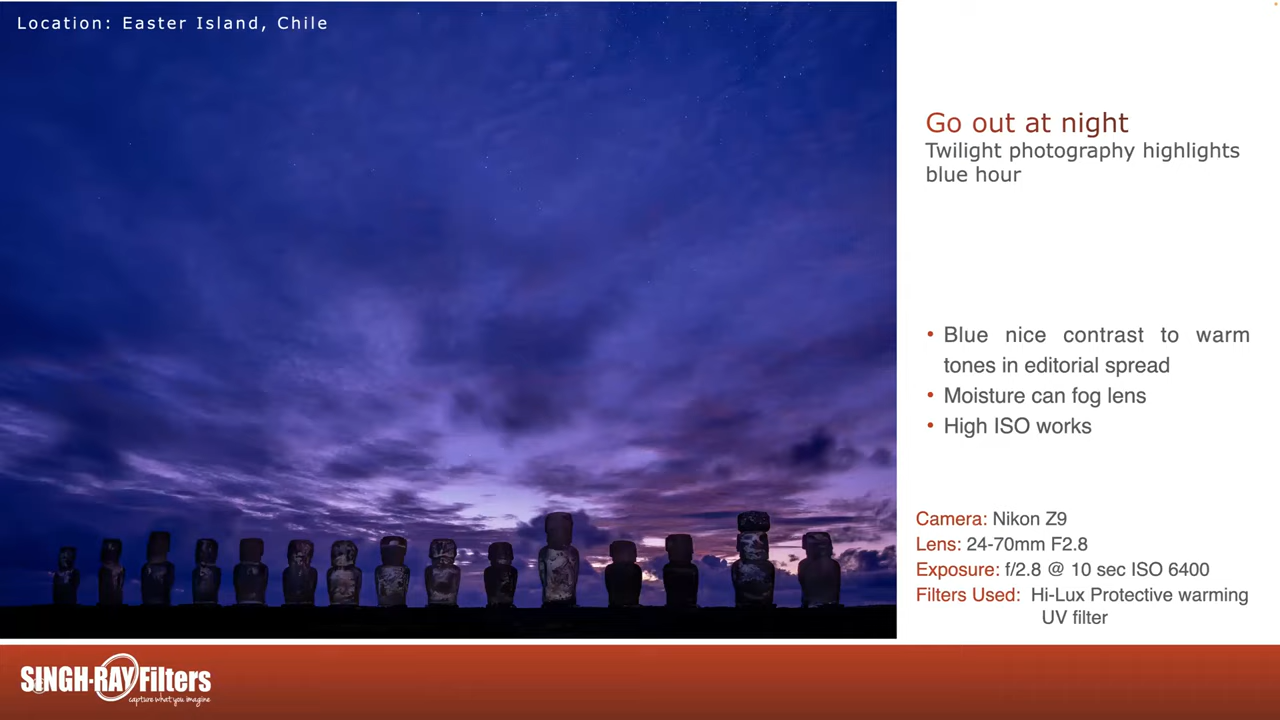 Location: Easter Island, Chile
Go out at night
Twilight photography highlights
blue hour
• Blue nice contrast to warm
tones in editorial spread
• Moisture can fog lens
• High ISO works
Camera: Nikon Z9
Lens: 24-70mm F2.8
Exposure: f/2.8 @ 10 sec ISO 6400
Filters Used: Hi-Lux Protective warming
UV filter
SINGH-RAY Filters
capture what you imagine.